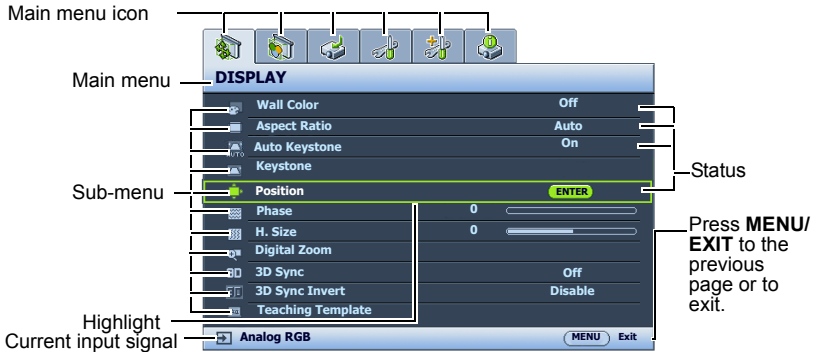 Main menu icon
Main menu
DISPLAY
Wall Color Off
Aspect Ratio Auto
AUTO Auto Keystone On
Keystone
Status
Sub-menu
Position ENTER
Phase 0
H. Size 0
Press MENU/
EXIT to the
previous
page or to
exit.
Digital Zoom
3D Sync Off
3D Sync Invert Disable
Teaching Template
Highlight
Current input signal
Analog RGB MENU Exit